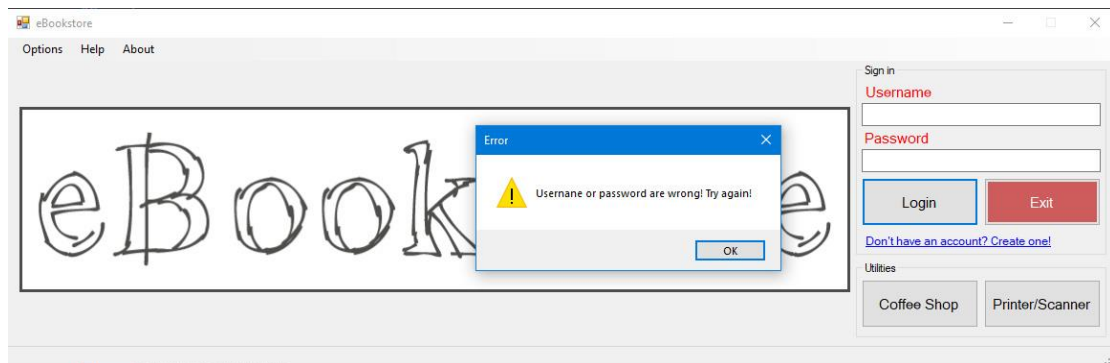 eBookstore
Options Help About
Sign in
Username
Password
Login Exit
Don't have an account? Create one!
Utilities
Coffee Shop Printer/Scanner
eBook e
Error
Usernane or password are wrong! Try again!
OK